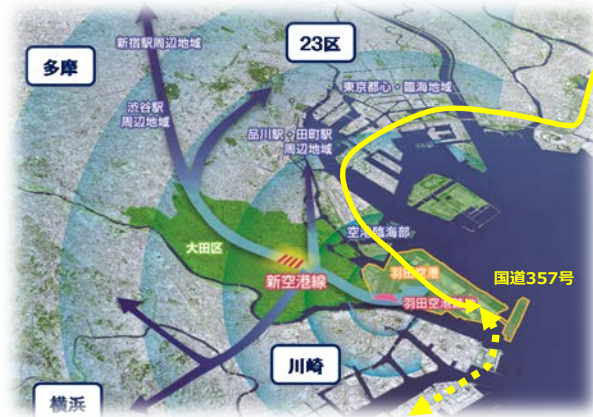 新宿駅周辺地域
23区
多摩
東京都心・臨海地域
渋谷駅
周辺地域
品川駅・田町駅
周辺地域
空港臨海部
大田区
羽田空港
国道357号
新空港線
羽田空港
川崎
横浜